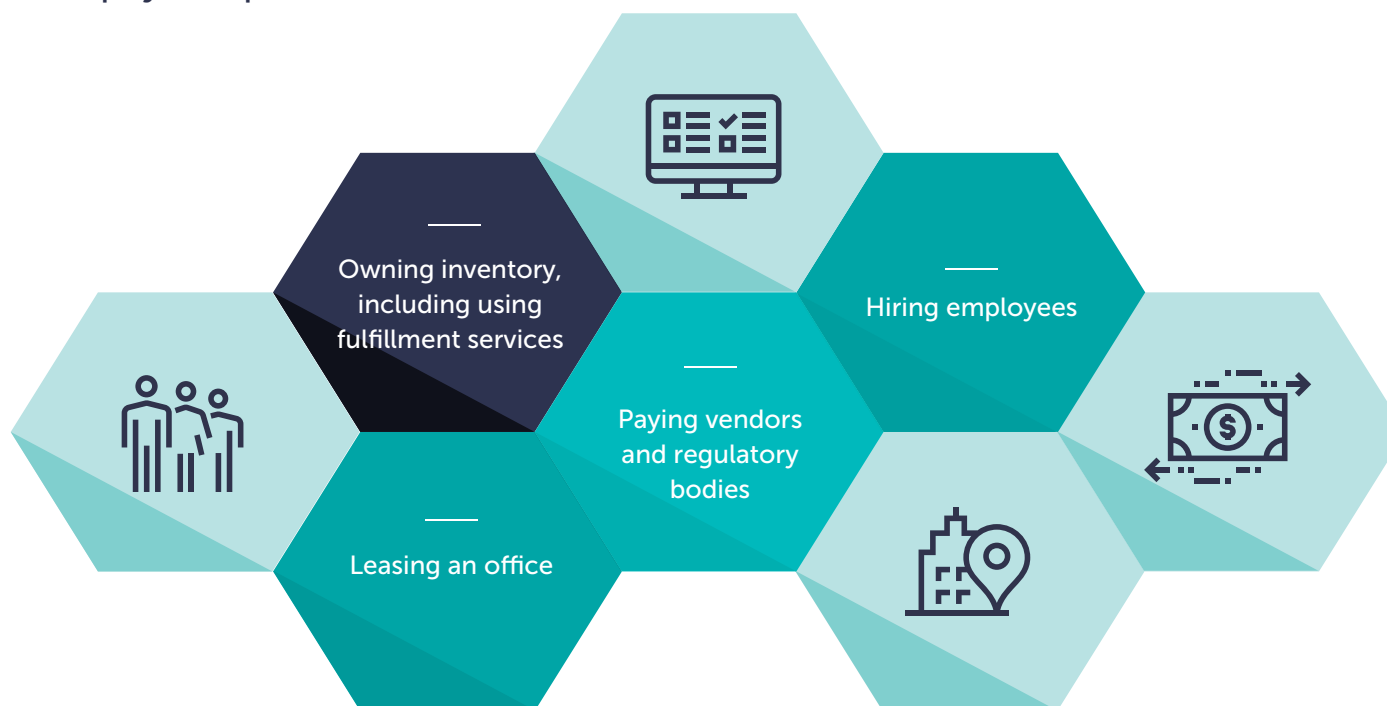 Owning inventory,
including using
fulfillment services
Hiring employees
Paying vendors
and regulatory
bodies
Leasing an office
$